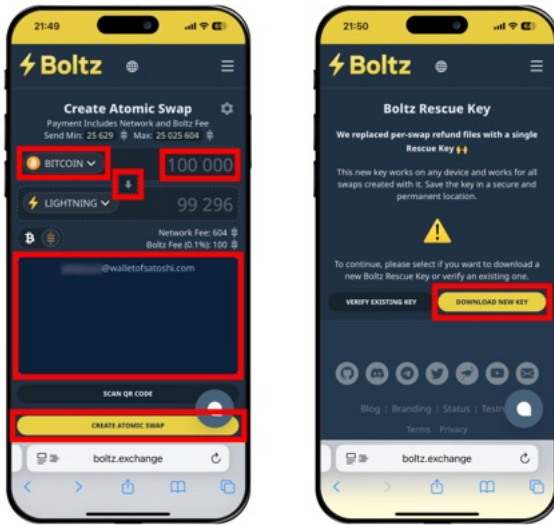 21:49
Boltz
Create Atomic Swap
Payment Includes Network and Boltz Fee
Send Min: 25 629 Max: 25 025 604
BITCOIN
100 000
LIGHTNING
99 296
Network Fee: 604
Boltz Fee (0.1%): 100
@walletofsatoshi.com
SCAN QR CODE
CREATE ATOMIC SWAP
boltz.exchange
21:50
Boltz
Boltz Rescue Key
We replaced per-swap refund files with a single
Rescue Key
This new key works on any device and works for all
swaps created with it. Save the key in a secure and
permanent location.
To continue, please select if you want to download a
new Boltz Rescue Key or verify an existing one.
VERIFY EXISTING KEY
DOWNLOAD NEW KEY
Blog | Branding | Status | Testn
Terms Privacy
boltz.exchange